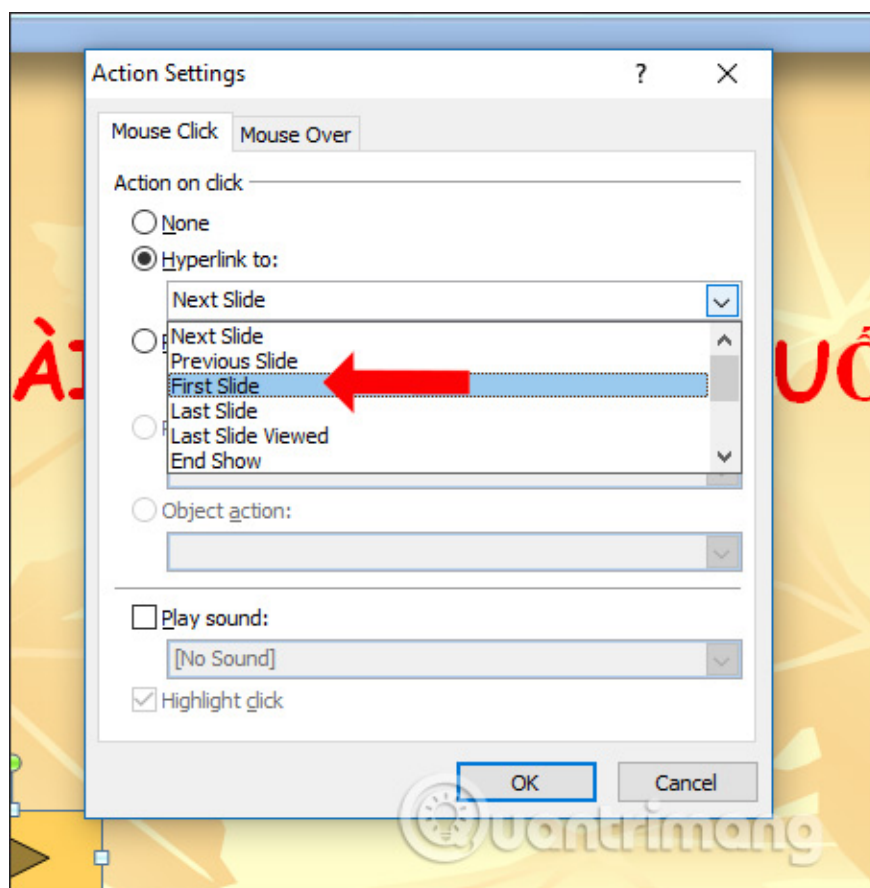 Action Settings
?
Mouse Click
Mouse Over
Action on click
None
Hyperlink to:
Next Slide
Next Slide
Previous Slide
First Slide
Last Slide
Last Slide Viewed
End Show
Object action:
Play sound:
[No Sound]
Highlight click
OK
Cancel
Quantrimang